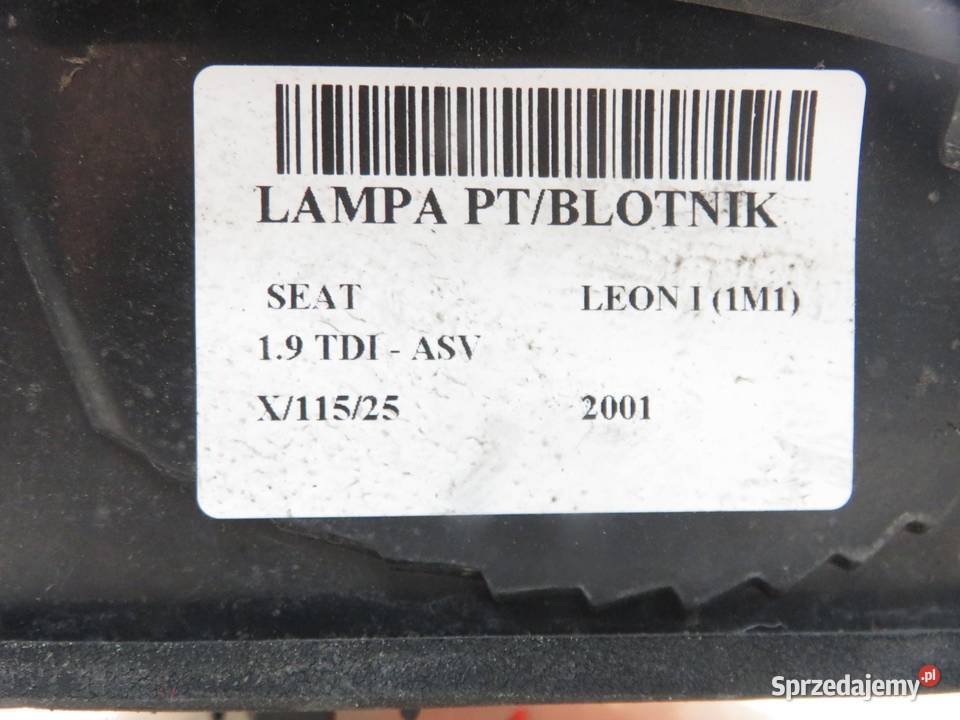 LAMPA PT/BLOTNIK
SEAT LEON I (1M1)
1.9 TDI - ASV
X/115/25 2001
Sprzedajemy.pl